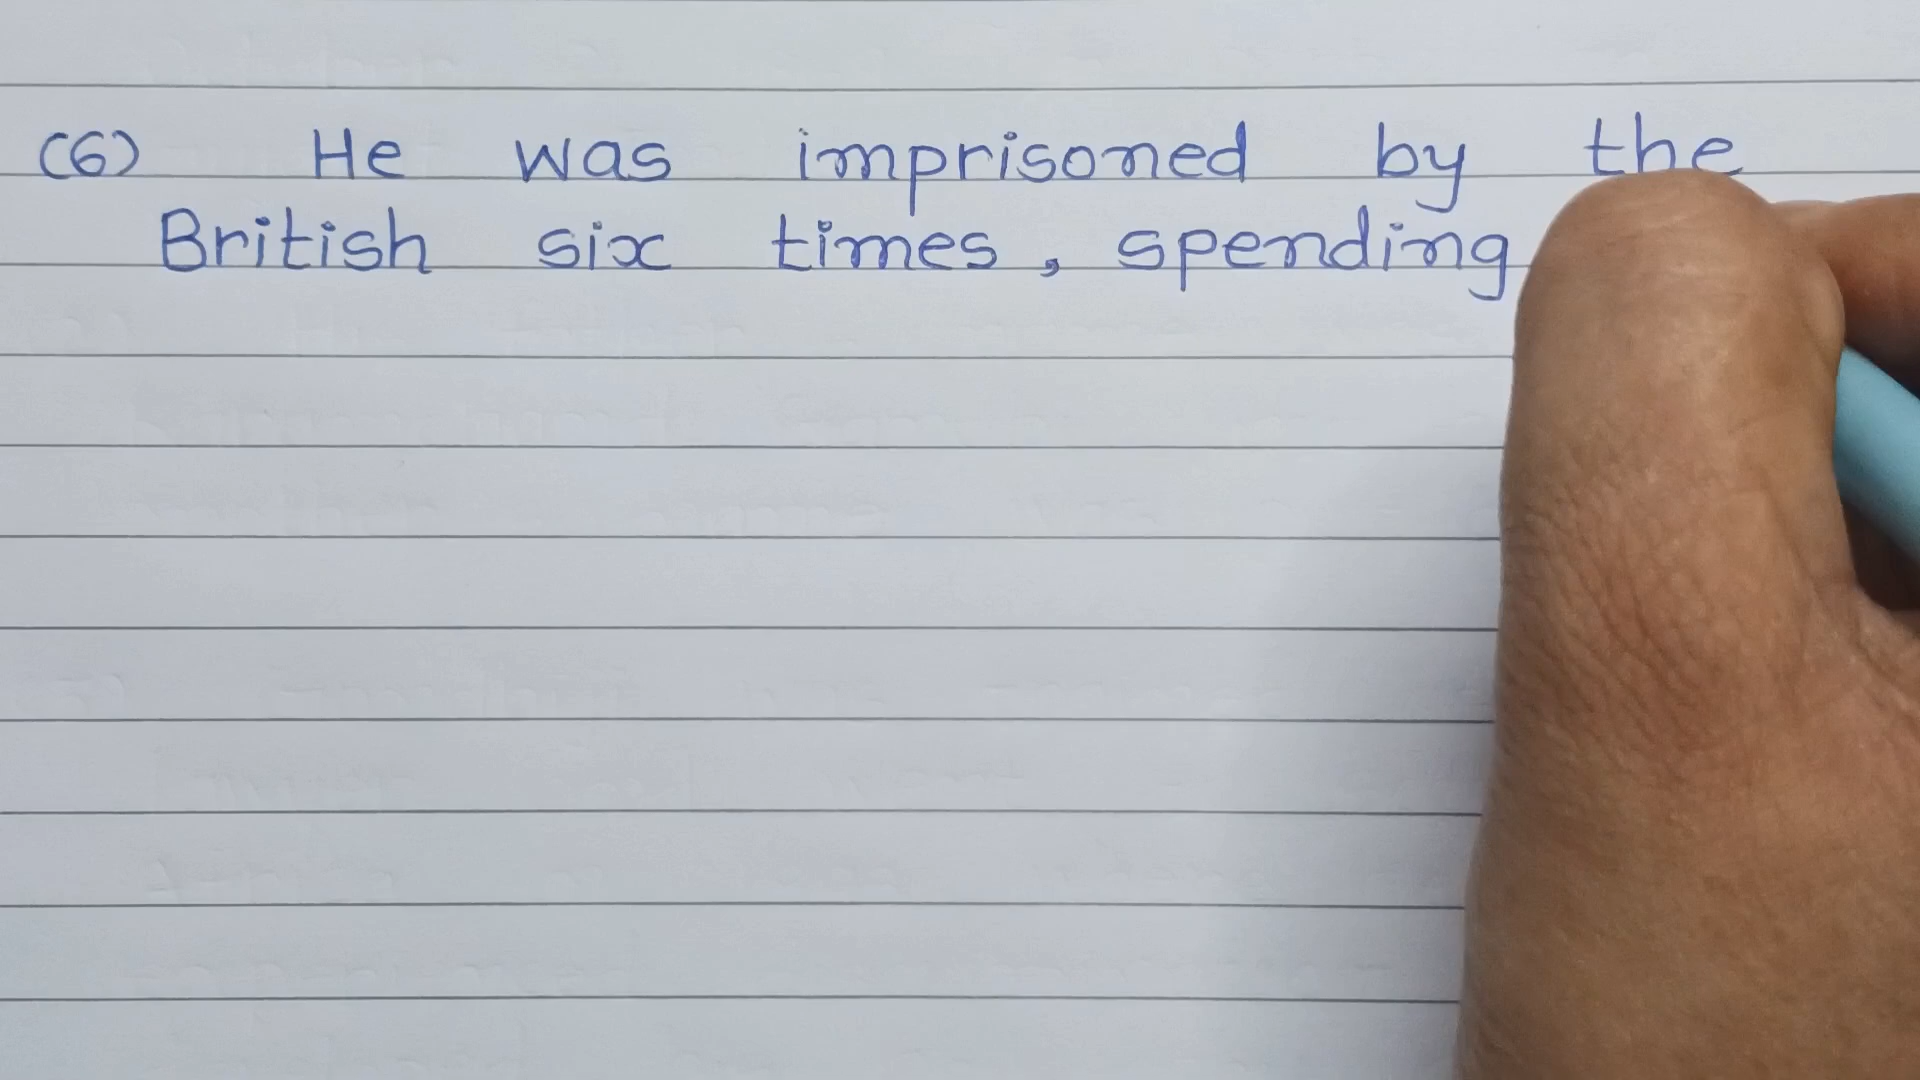 (6) He was imprisoned by the
British six times, spending